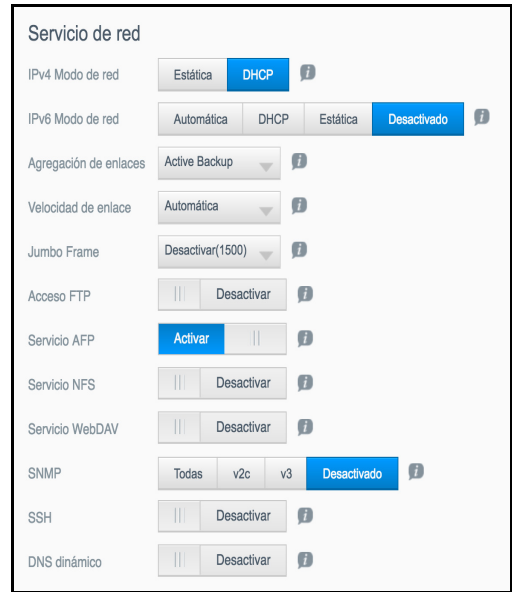 Servicio de red
IPv4 Modo de red Estática DHCP
IPv6 Modo de red Automática DHCP Estática Desactivado
Agregación de enlaces Active Backup
Velocidad de enlace Automática
Jumbo Frame Desactivar(1500)
Acceso FTP Desactivar
Servicio AFP Activar
Servicio NFS Desactivar
Servicio WebDAV Desactivar
SNMP Todas v2c v3 Desactivado
SSH Desactivar
DNS dinámico Desactivar